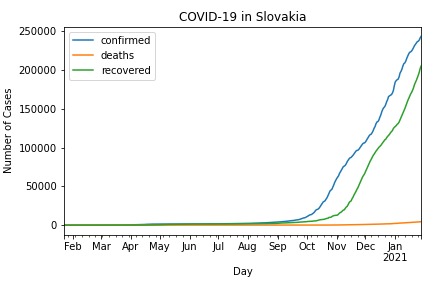 COVID-19 in Slovakia
confirmed
deaths
recovered
Number of Cases
250000
200000
150000
100000
50000
0
Feb Mar Apr May Jun Jul Aug Sep Oct Nov Dec Jan
2021
Day